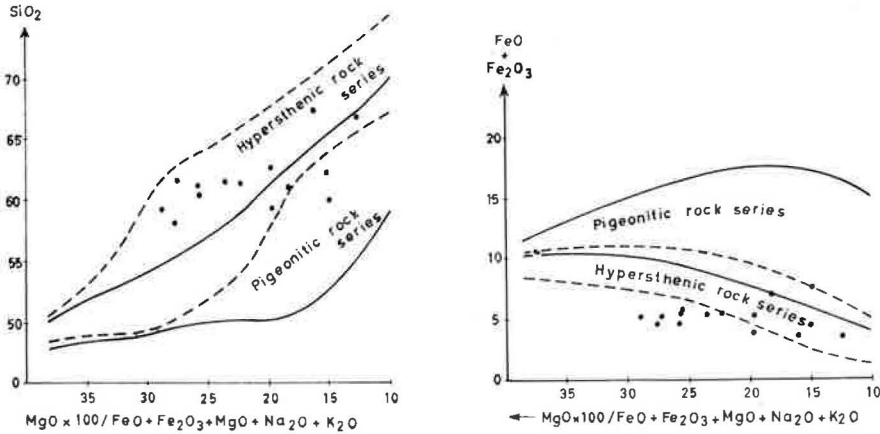 SiO₂
70
65
60
55
50
0
35
30
25
20
15
10
Hypersthenic rock
series
Pigeonitic rock
series
MgO × 100/FeO+Fe₂O₃+MgO+Na₂O+K₂O
FeO
+
Fe₂O₃
20
15
10
5
0
35
30
25
20
15
10
Pigeonitic rock series
Hypersthenic rock series
← MgO×100/FeO+Fe₂O₃+MgO+Na₂O+K₂O